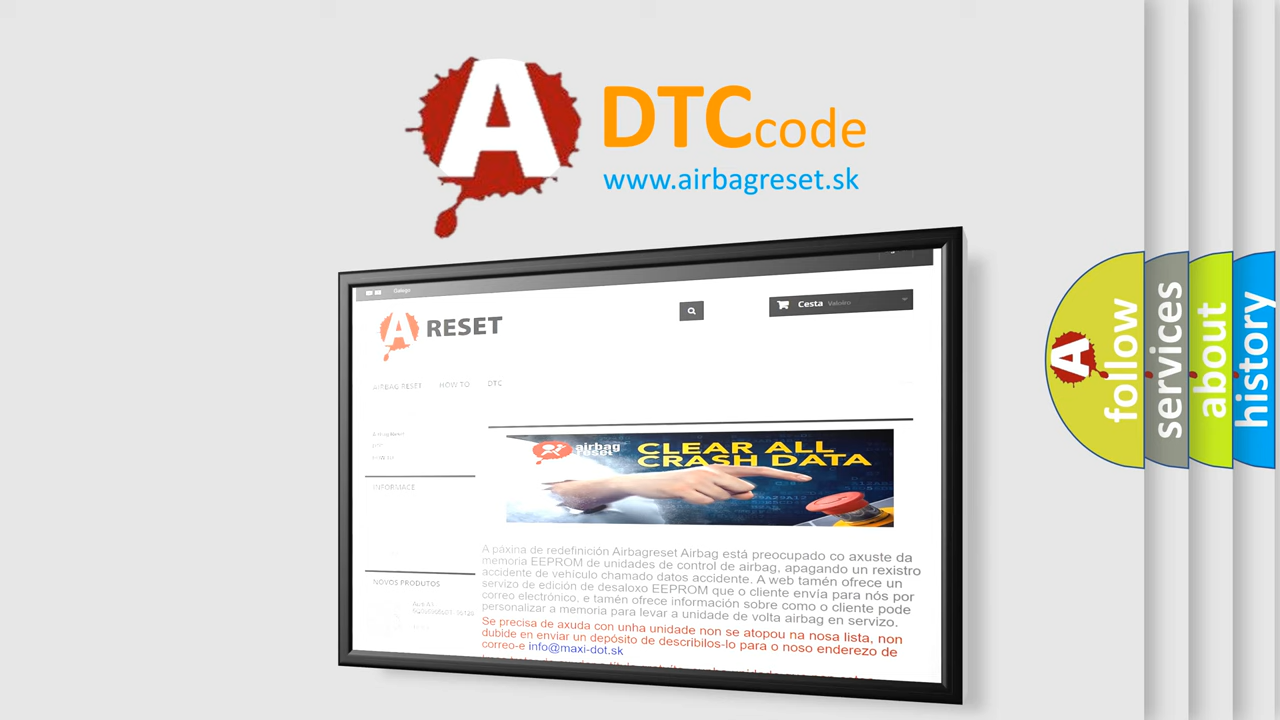 A
DTC code
www.airbagreset.sk
Galego
A RESET
Cesta Valeiro
AIRBAG RESET HOW TO DTC
INFORMACE
airbag
reset
CLEAR ALL
CRASH DATA
A páxina de redefinición Airbagreset Airbag está preocupado co axuste da
memoria EEPROM de unidades de control de airbag, apagando un rexistro
accidente de vehículo chamado datos accidente. A web tamén ofrece un
servizo de edición de desaloxo EEPROM que o cliente envía para nós por
correo electrónico, e tamén ofrece información sobre como o cliente pode
personalizar a memoria para levar a unidade de volta airbag en servizo.
Se precisa de axuda con unha unidade non se atopou na nosa lista, non
dubide en enviar un depósito de describilos-lo para o noso enderezo de
correo-e info@maxi-dot.sk
NOVOS PRODUTOS
A
follow
services
about
history